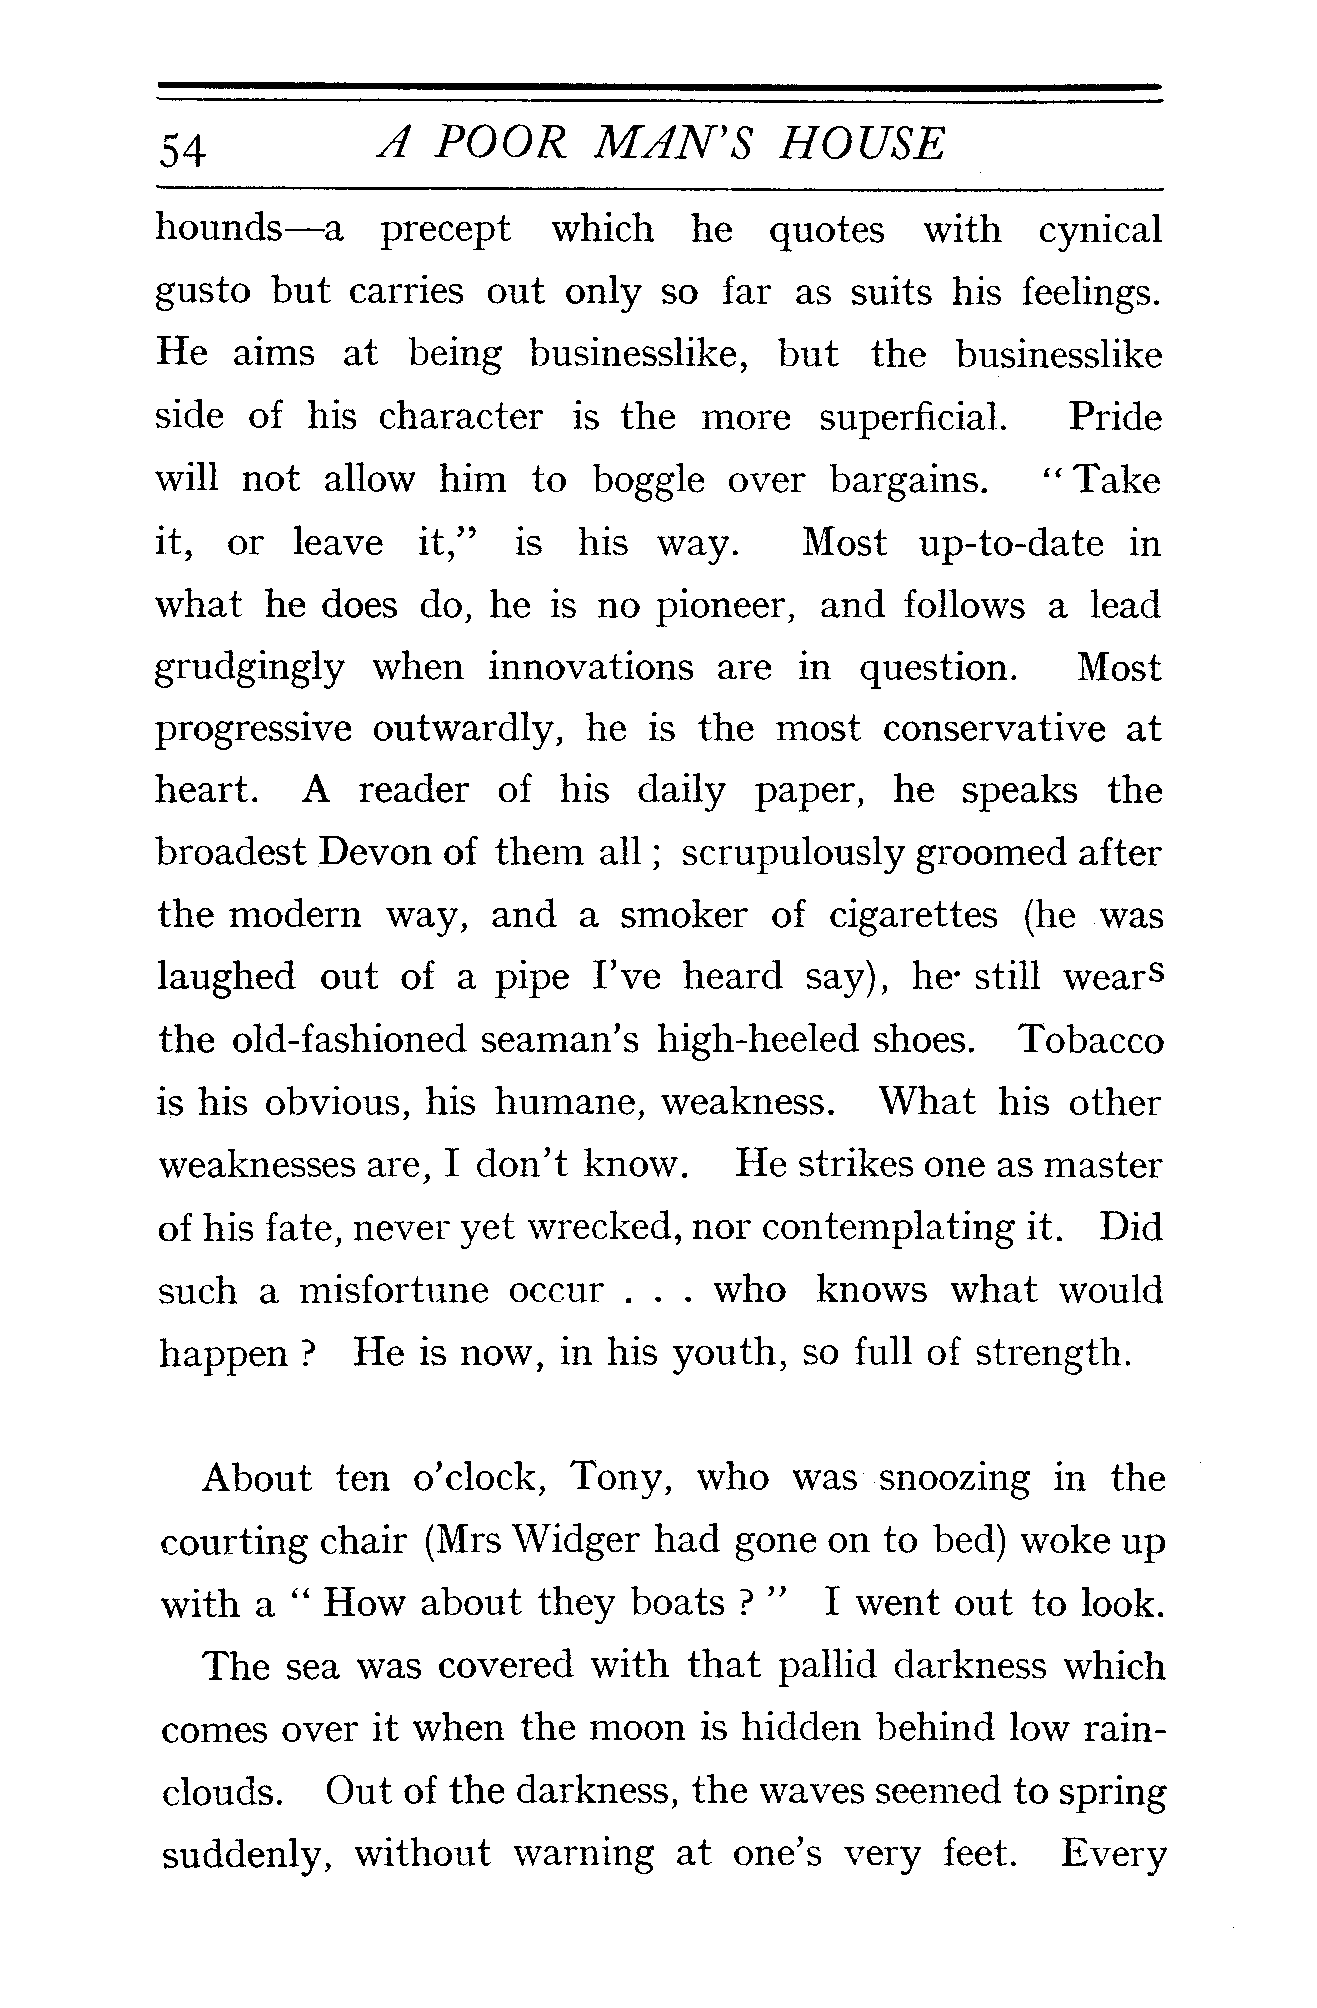 54 A POOR MAN'S HOUSE
hounds—a precept which he quotes with cynical
gusto but carries out only so far as suits his feelings.
He aims at being businesslike, but the businesslike
side of his character is the more superficial. Pride
will not allow him to boggle over bargains. “Take
it, or leave it,” is his way. Most up-to-date in
what he does do, he is no pioneer, and follows a lead
grudgingly when innovations are in question. Most
progressive outwardly, he is the most conservative at
heart. A reader of his daily paper, he speaks the
broadest Devon of them all ; scrupulously groomed after
the modern way, and a smoker of cigarettes (he was
laughed out of a pipe I've heard say), he still wears
the old-fashioned seaman's high-heeled shoes. Tobacco
is his obvious, his humane, weakness. What his other
weaknesses are, I don't know. He strikes one as master
of his fate, never yet wrecked, nor contemplating it. Did
such a misfortune occur . . . who knows what would
happen ? He is now, in his youth, so full of strength.
About ten o'clock, Tony, who was snoozing in the
courting chair (Mrs Widger had gone on to bed) woke up
with a “ How about they boats ? ” I went out to look.
The sea was covered with that pallid darkness which
comes over it when the moon is hidden behind low rain-
clouds. Out of the darkness, the waves seemed to spring
suddenly, without warning at one's very feet. Every